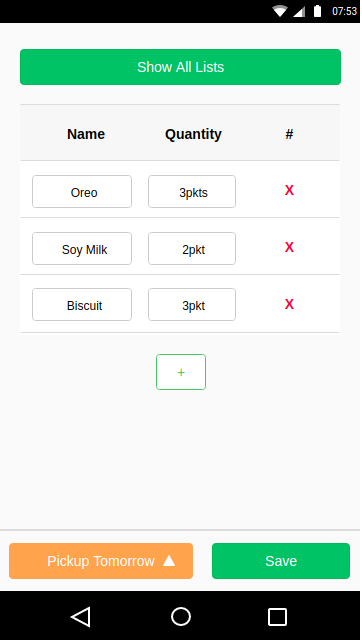 07:53
Show All Lists
Name Quantity #
Oreo 3pkts X
Soy Milk 2pkt X
Biscuit 3pkt X
+
Pickup Tomorrow Save